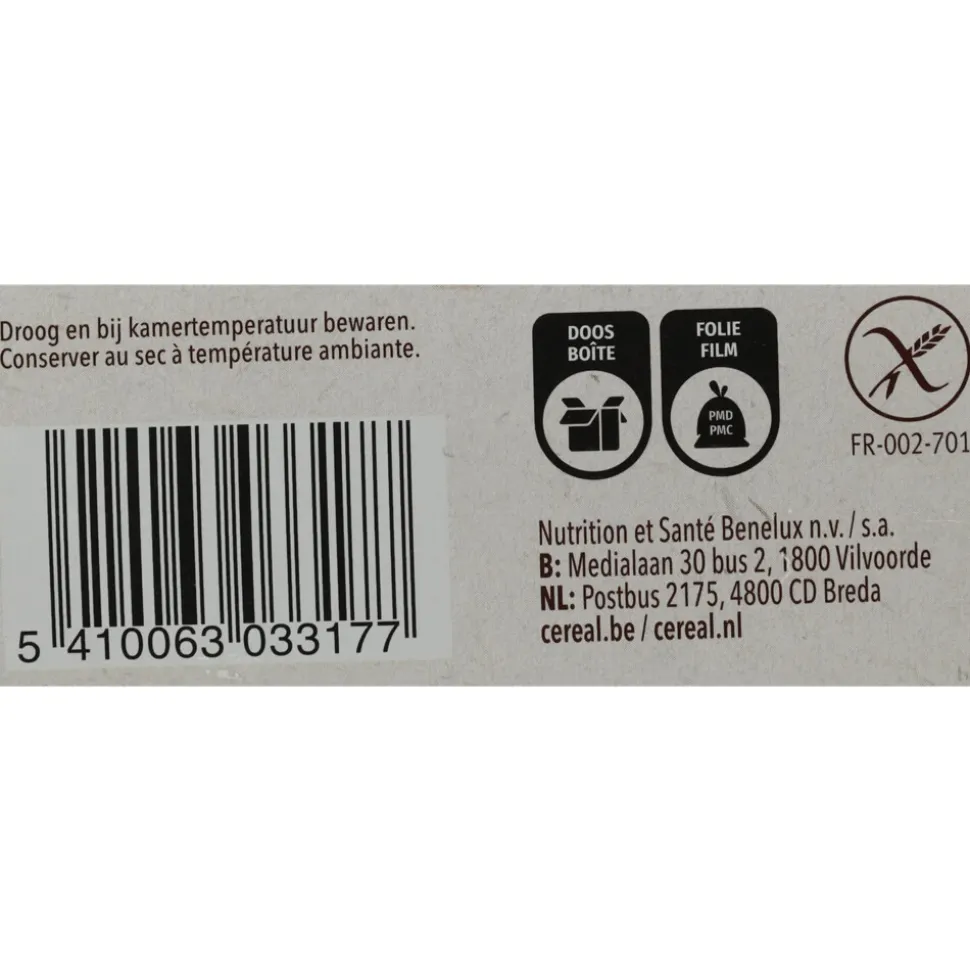 Droog en bij kamertemperatuur bewaren.
Conserver au sec à température ambiante.
5 410063 033177
DOOS
BOÎTE
FOLIE
FILM
PMD
PMC
FR-002-701
Nutrition et Santé Benelux n.v. / s.a.
B: Medialaan 30 bus 2, 1800 Vilvoorde
NL: Postbus 2175, 4800 CD Breda
cereal.be / cereal.nl